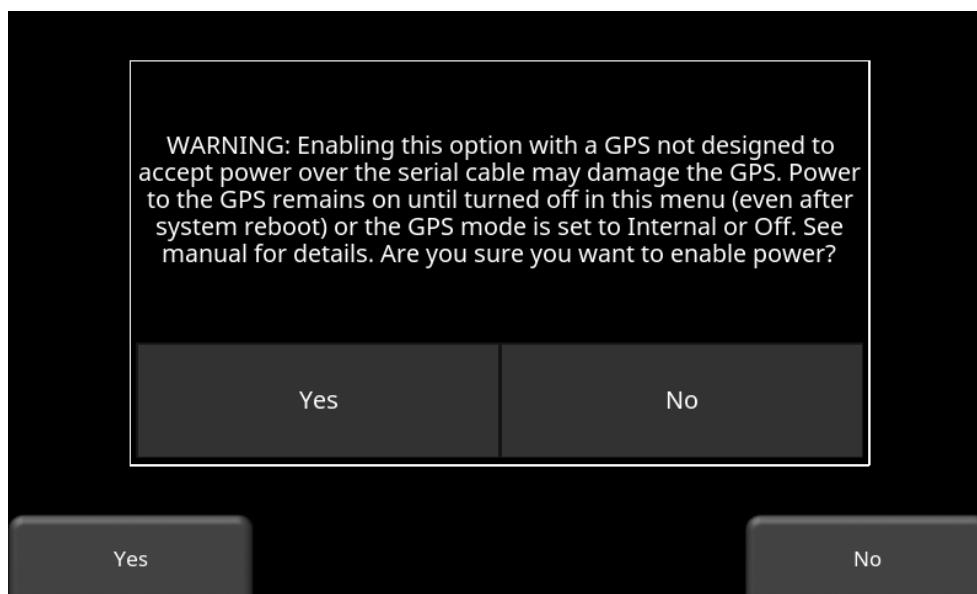 WARNING: Enabling this option with a GPS not designed to
accept power over the serial cable may damage the GPS. Power
to the GPS remains on until turned off in this menu (even after
system reboot) or the GPS mode is set to Internal or Off. See
manual for details. Are you sure you want to enable power?
Yes No
Yes No